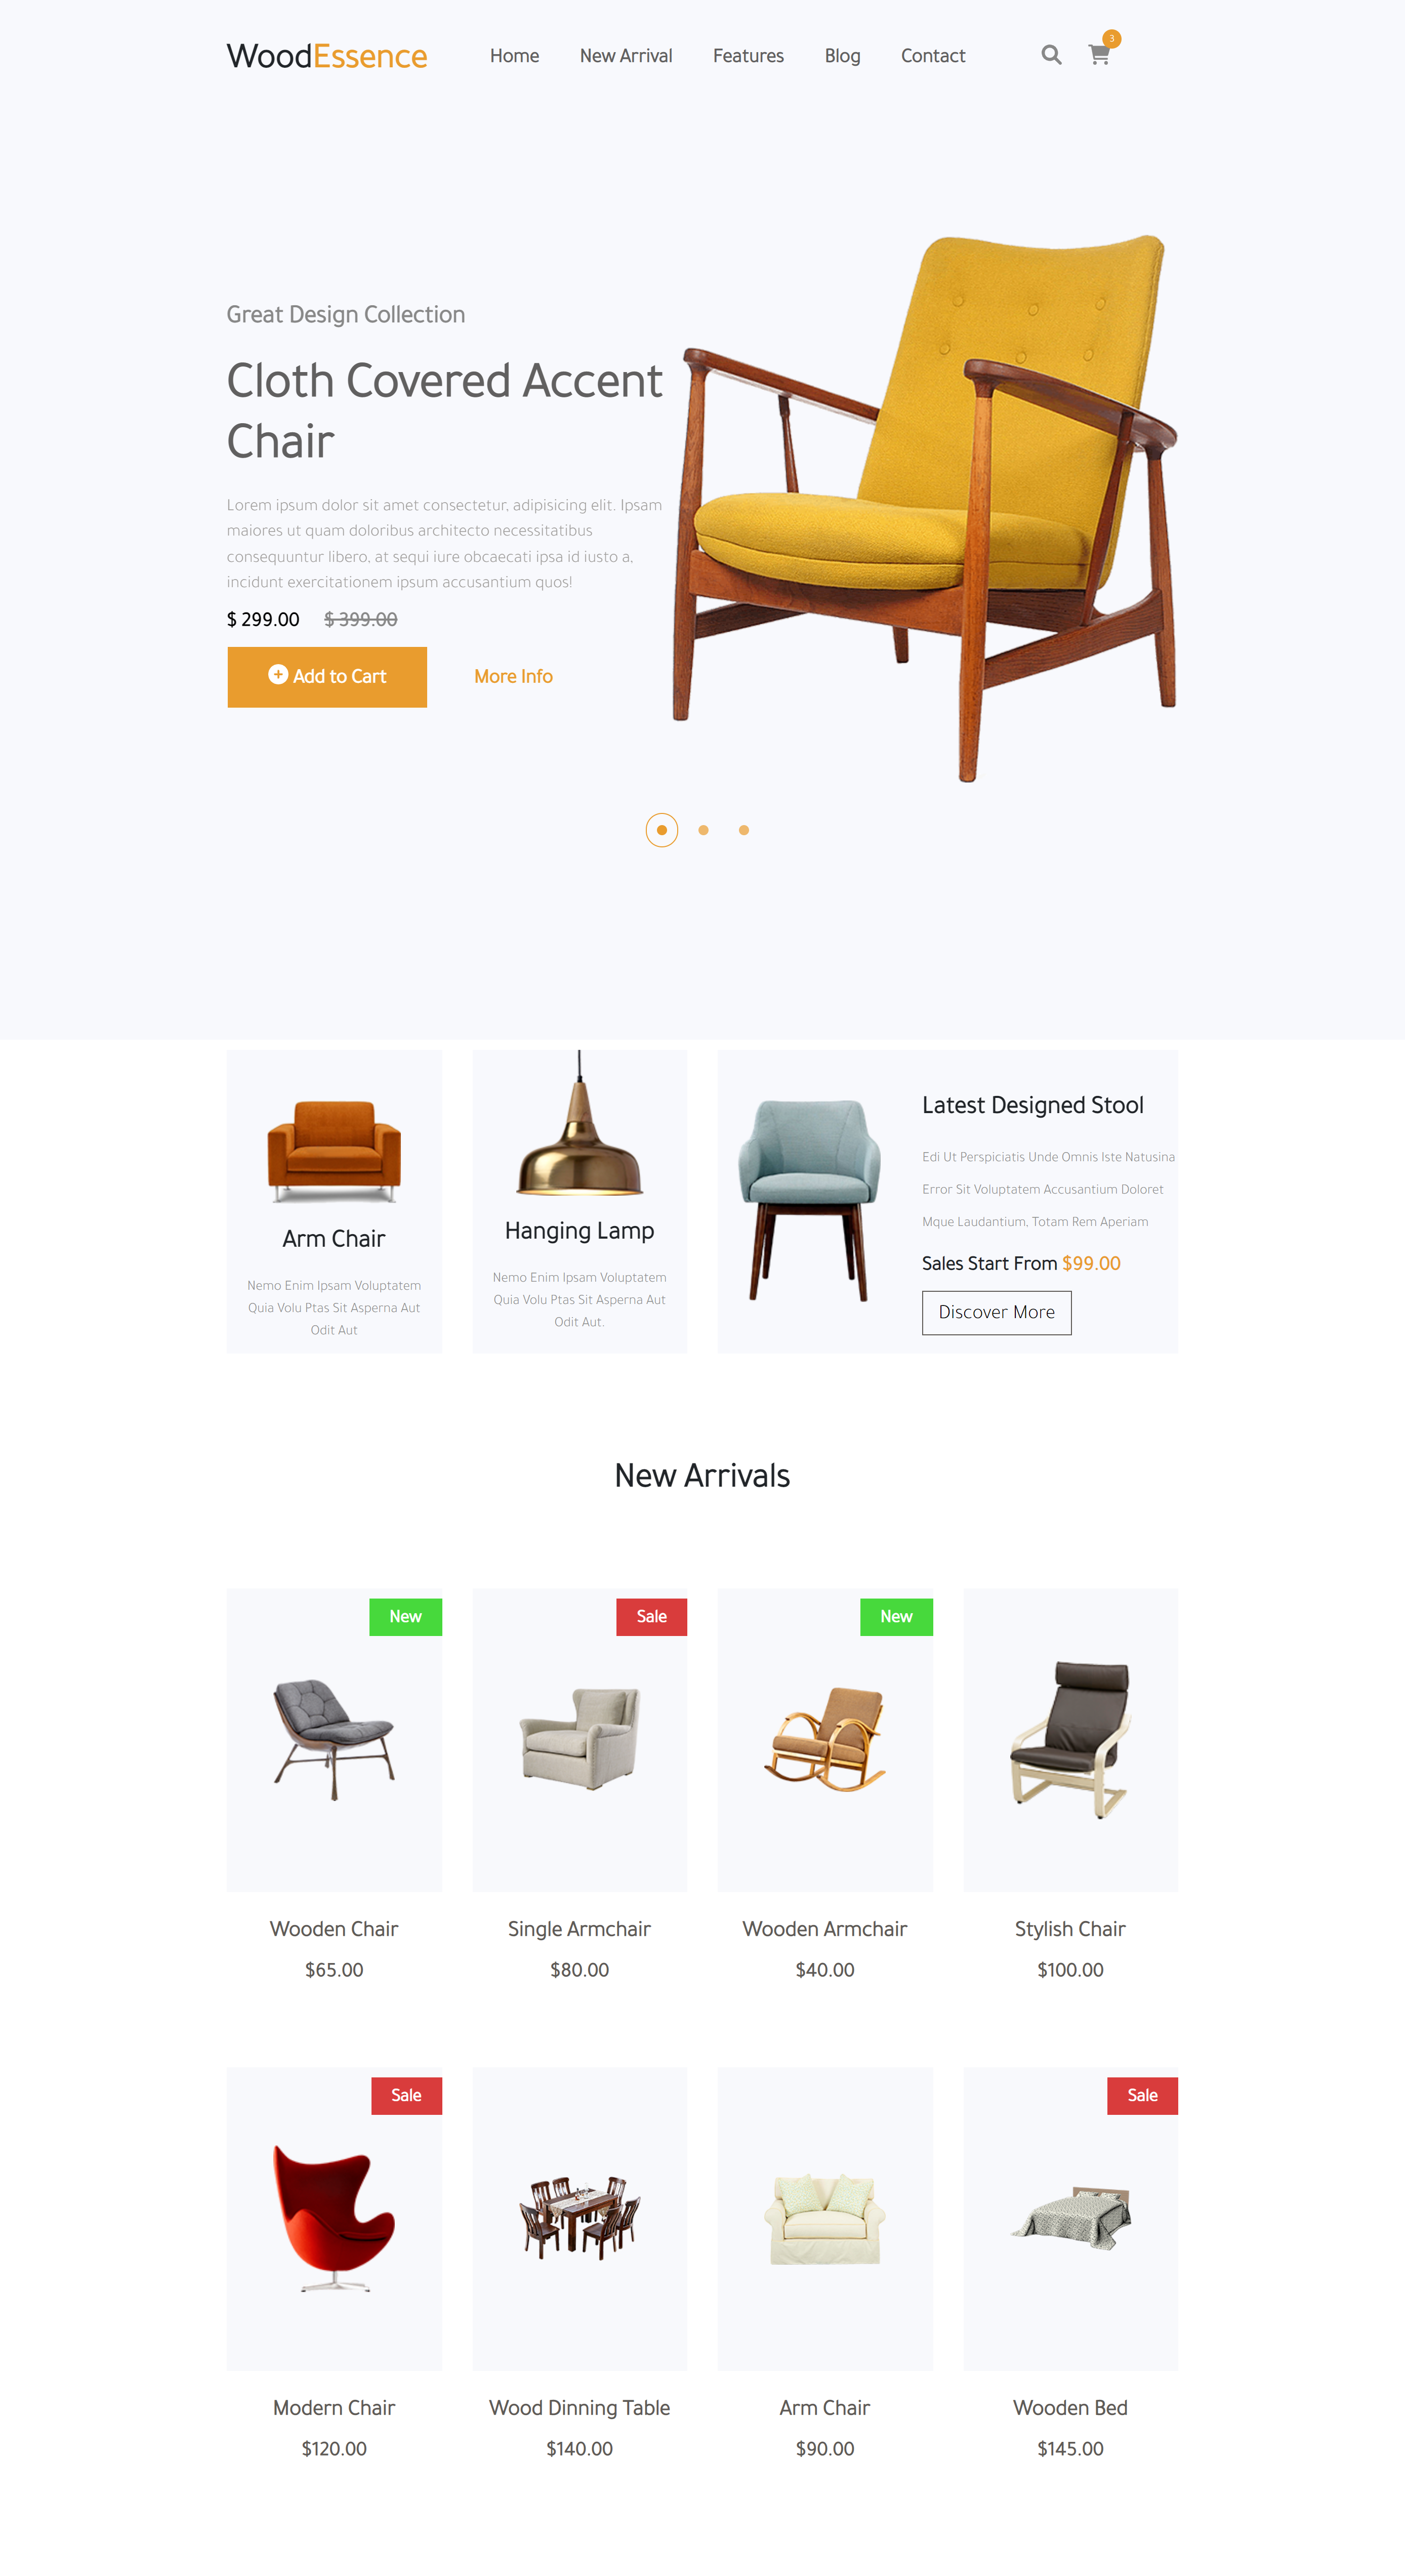 WoodEssence
Home
New Arrival
Features
Blog
Contact
3
Great Design Collection
Cloth Covered Accent
Chair
Lorem ipsum dolor sit amet consectetur, adipisicing elit. Ipsam
maiores ut quam doloribus architecto necessitatibus
consequuntur libero, at sequi iure obcaecati ipsa id iusto a,
incidunt exercitationem ipsum accusantium quos!
$ 299.00 $ 399.00
Add to Cart
More Info
Arm Chair
Nemo Enim Ipsam Voluptatem
Quia Volu Ptas Sit Asperna Aut
Odit Aut
Hanging Lamp
Nemo Enim Ipsam Voluptatem
Quia Volu Ptas Sit Asperna Aut
Odit Aut.
Latest Designed Stool
Edi Ut Perspiciatis Unde Omnis Iste Natusina
Error Sit Voluptatem Accusantium Doloret
Mque Laudantium, Totam Rem Aperiam
Sales Start From $99.00
Discover More
New Arrivals
New
Wooden Chair
$65.00
Sale
Single Armchair
$80.00
New
Wooden Armchair
$40.00
Stylish Chair
$100.00
Sale
Modern Chair
$120.00
Wood Dinning Table
$140.00
Arm Chair
$90.00
Sale
Wooden Bed
$145.00